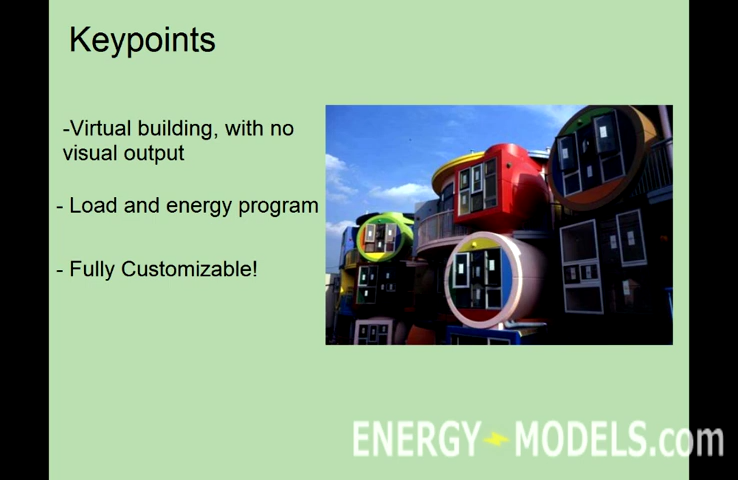 Keypoints
-Virtual building, with no
visual output
- Load and energy program
- Fully Customizable!
ENERGY-MODELS.com